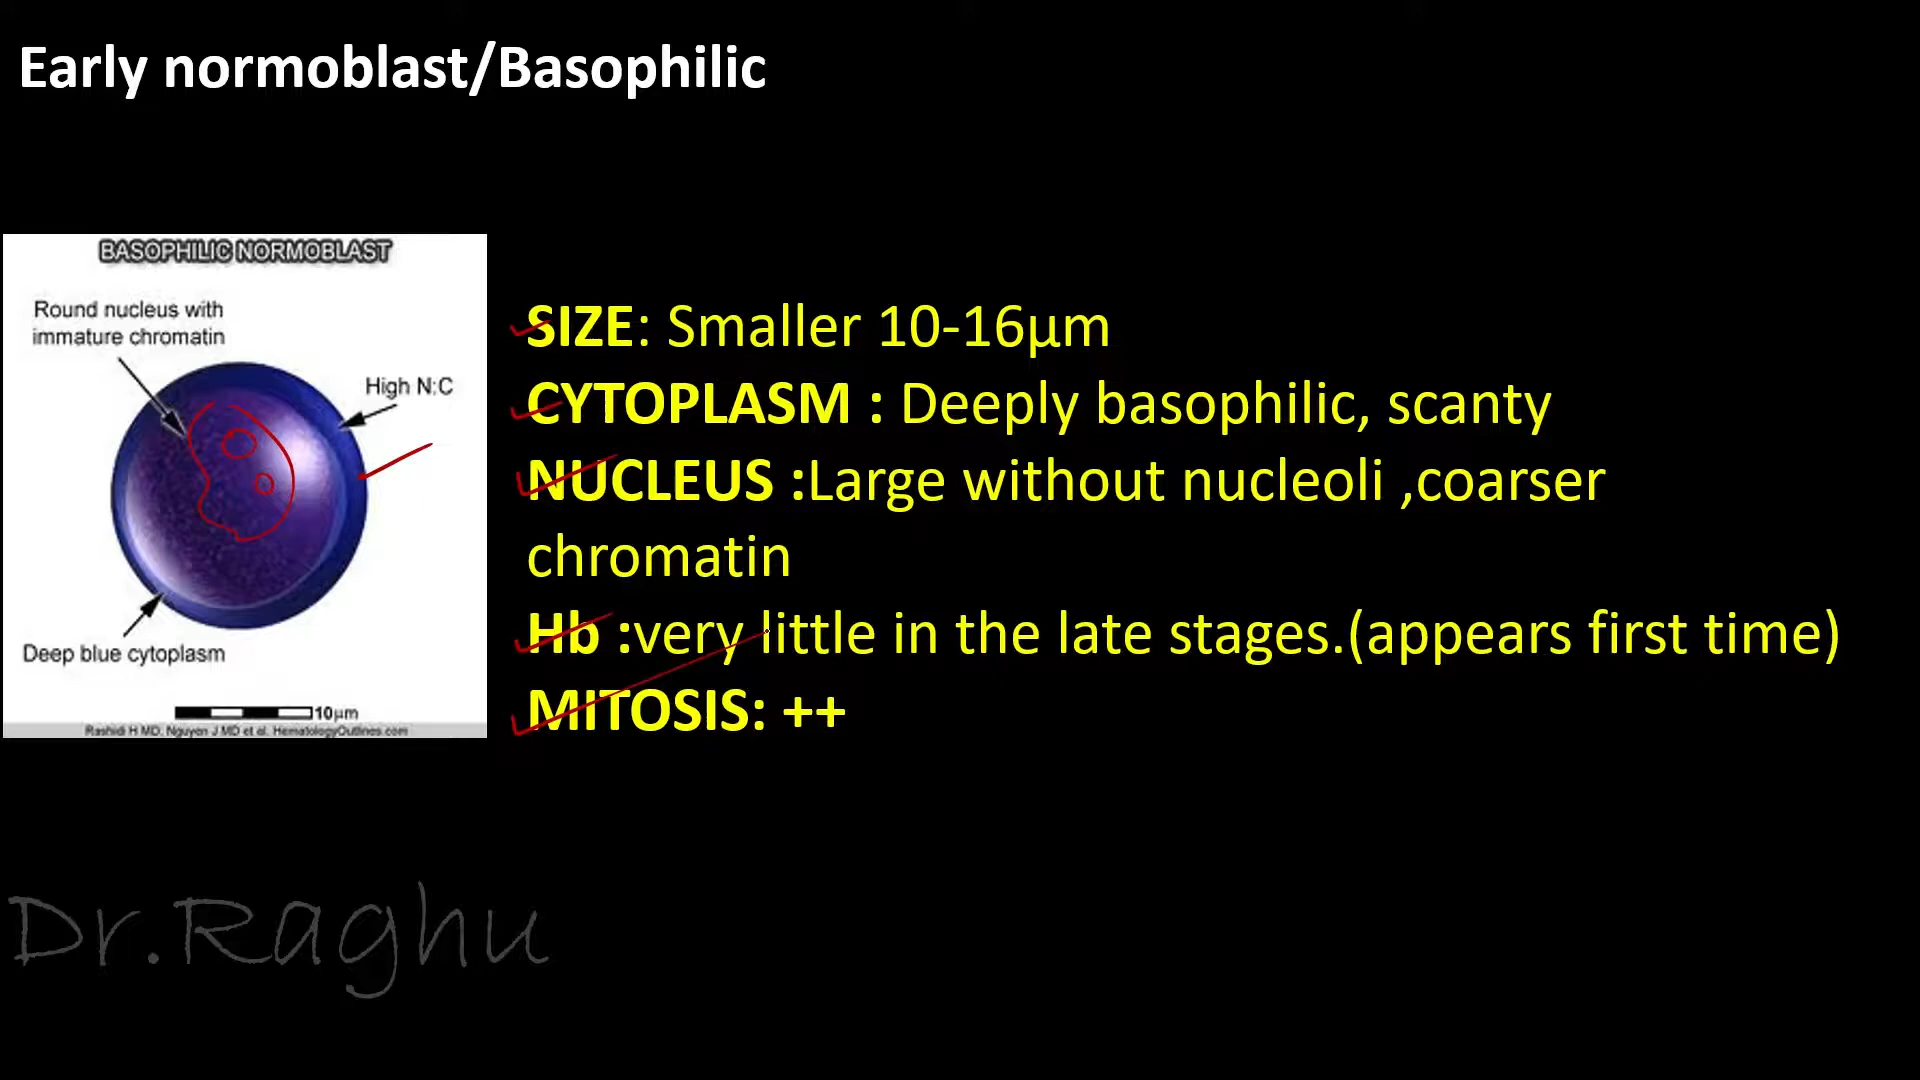 Early normoblast/Basophilic
BASOPHILIC NORMOBLAST
Round nucleus with
immature chromatin
High N:C
Deep blue cytoplasm
10µm
Rashidi H MD, Nguyen J MD et al. HematologyOutlines.com
SIZE: Smaller 10-16µm
CYTOPLASM : Deeply basophilic, scanty
NUCLEUS :Large without nucleoli ,coarser
chromatin
Hb :very little in the late stages.(appears first time)
MITOSIS: ++
Dr.Raghu